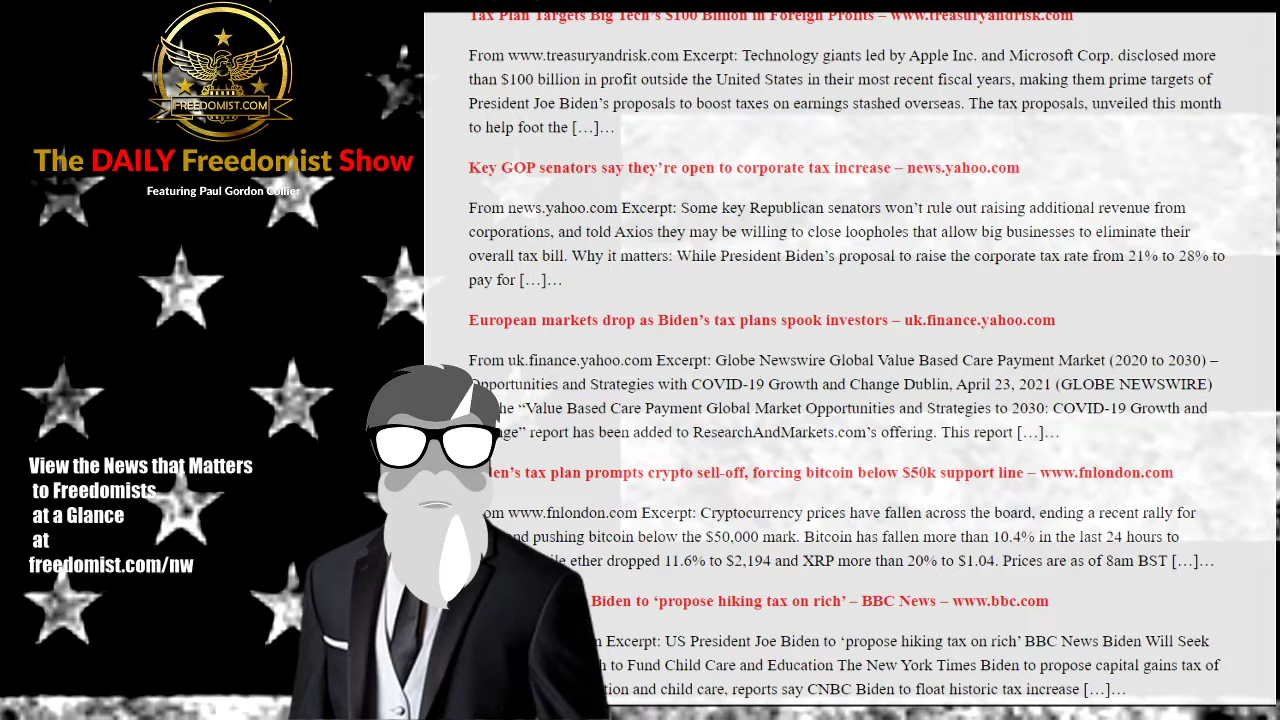 FREEDOMIST.COM
The DAILY Freedomist Show
Featuring Paul Gordon Collier
View the News that Matters
to Freedomists
at a Glance
at
freedomist.com/nw
Tax Plan Targets Big Tech’s $100 Billion in Foreign Profits – www.treasuryandrisk.com
From www.treasuryandrisk.com Excerpt: Technology giants led by Apple Inc. and Microsoft Corp. disclosed more
than $100 billion in profit outside the United States in their most recent fiscal years, making them prime targets of
President Joe Biden’s proposals to boost taxes on earnings stashed overseas. The tax proposals, unveiled this month
to help foot the […]…
Key GOP senators say they’re open to corporate tax increase – news.yahoo.com
From news.yahoo.com Excerpt: Some key Republican senators won’t rule out raising additional revenue from
corporations, and told Axios they may be willing to close loopholes that allow big businesses to eliminate their
overall tax bill. Why it matters: While President Biden’s proposal to raise the corporate tax rate from 21% to 28% to
pay for […]…
European markets drop as Biden’s tax plans spook investors – uk.finance.yahoo.com
From uk.finance.yahoo.com Excerpt: Globe Newswire Global Value Based Care Payment Market (2020 to 2030) –
Opportunities and Strategies with COVID-19 Growth and Change Dublin, April 23, 2021 (GLOBE NEWSWIRE)
he “Value Based Care Payment Global Market Opportunities and Strategies to 2030: COVID-19 Growth and
nge” report has been added to ResearchAndMarkets.com’s offering. This report […]…
en’s tax plan prompts crypto sell-off, forcing bitcoin below $50k support line – www.fnlondon.com
om www.fnlondon.com Excerpt: Cryptocurrency prices have fallen across the board, ending a recent rally for
nd pushing bitcoin below the $50,000 mark. Bitcoin has fallen more than 10.4% in the last 24 hours to
le ether dropped 11.6% to $2,194 and XRP more than 20% to $1.04. Prices are as of 8am BST […]…
Biden to ‘propose hiking tax on rich’ – BBC News – www.bbc.com
m Excerpt: US President Joe Biden to ‘propose hiking tax on rich’ BBC News Biden Will Seek
h to Fund Child Care and Education The New York Times Biden to propose capital gains tax of
tion and child care, reports say CNBC Biden to float historic tax increase […]…